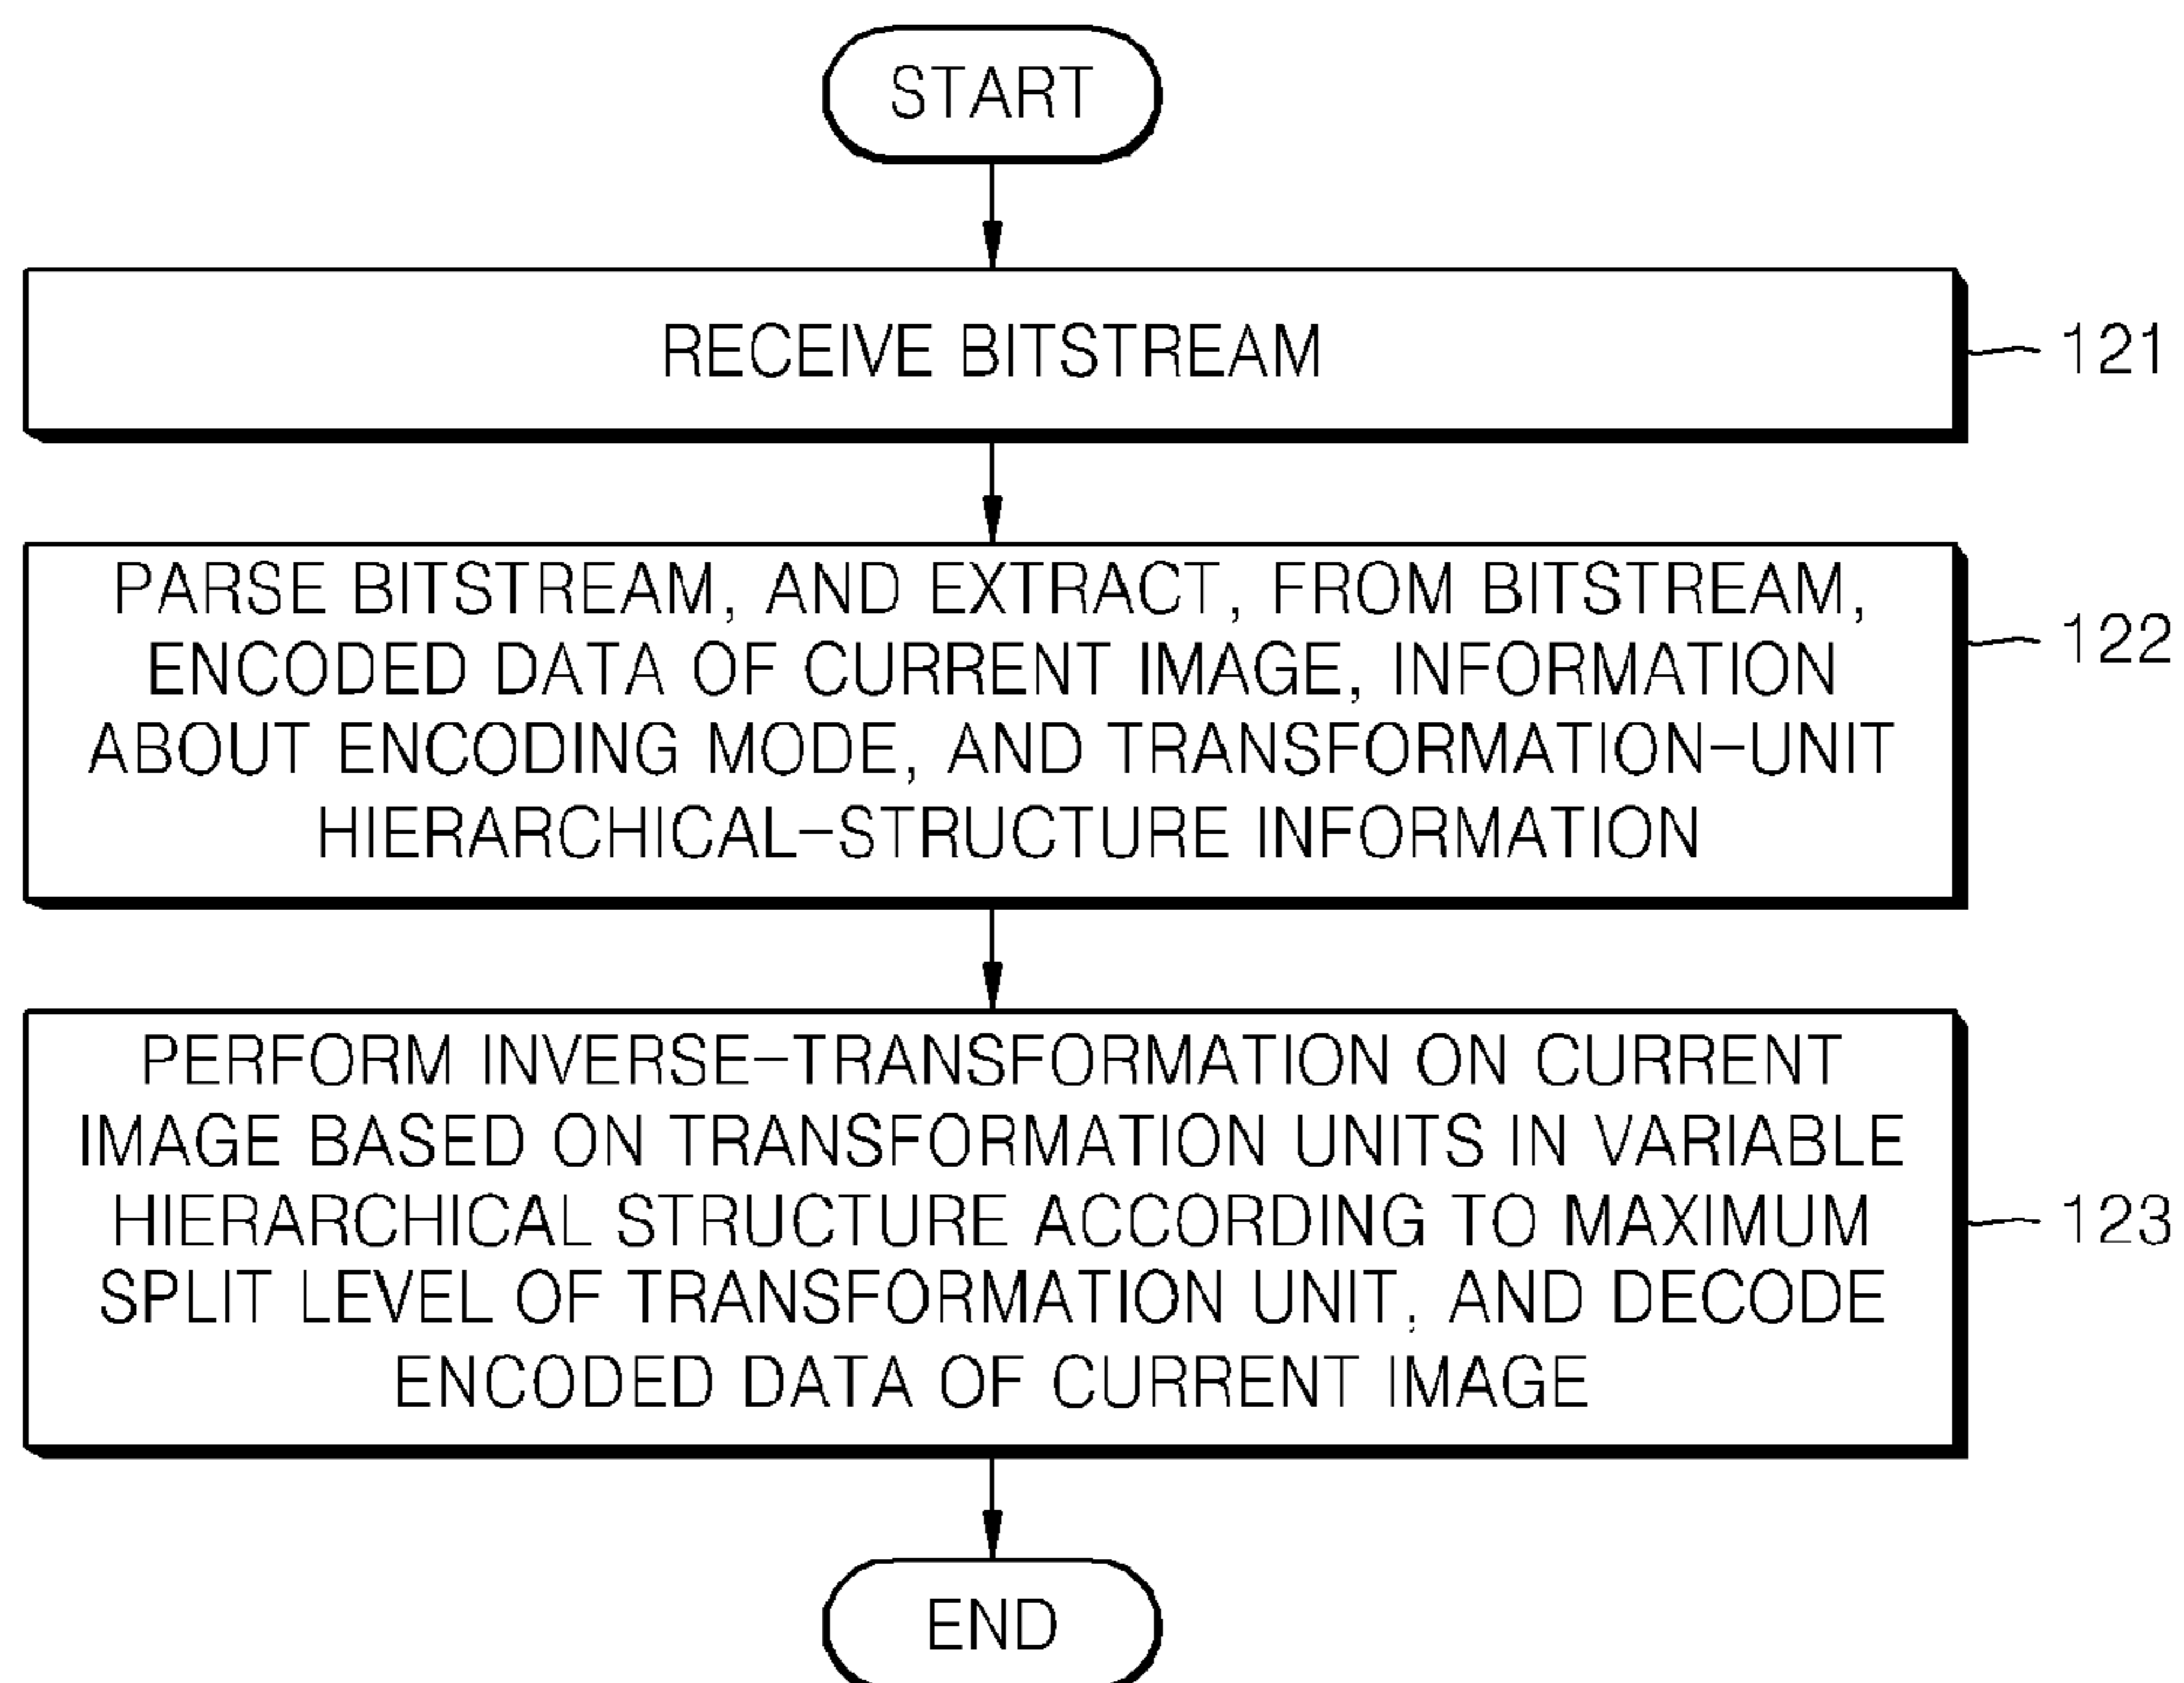 START
RECEIVE BITSTREAM
121
PARSE BITSTREAM, AND EXTRACT, FROM BITSTREAM,
ENCODED DATA OF CURRENT IMAGE, INFORMATION
ABOUT ENCODING MODE, AND TRANSFORMATION-UNIT
HIERARCHICAL-STRUCTURE INFORMATION
122
PERFORM INVERSE-TRANSFORMATION ON CURRENT
IMAGE BASED ON TRANSFORMATION UNITS IN VARIABLE
HIERARCHICAL STRUCTURE ACCORDING TO MAXIMUM
SPLIT LEVEL OF TRANSFORMATION UNIT, AND DECODE
ENCODED DATA OF CURRENT IMAGE
123
END